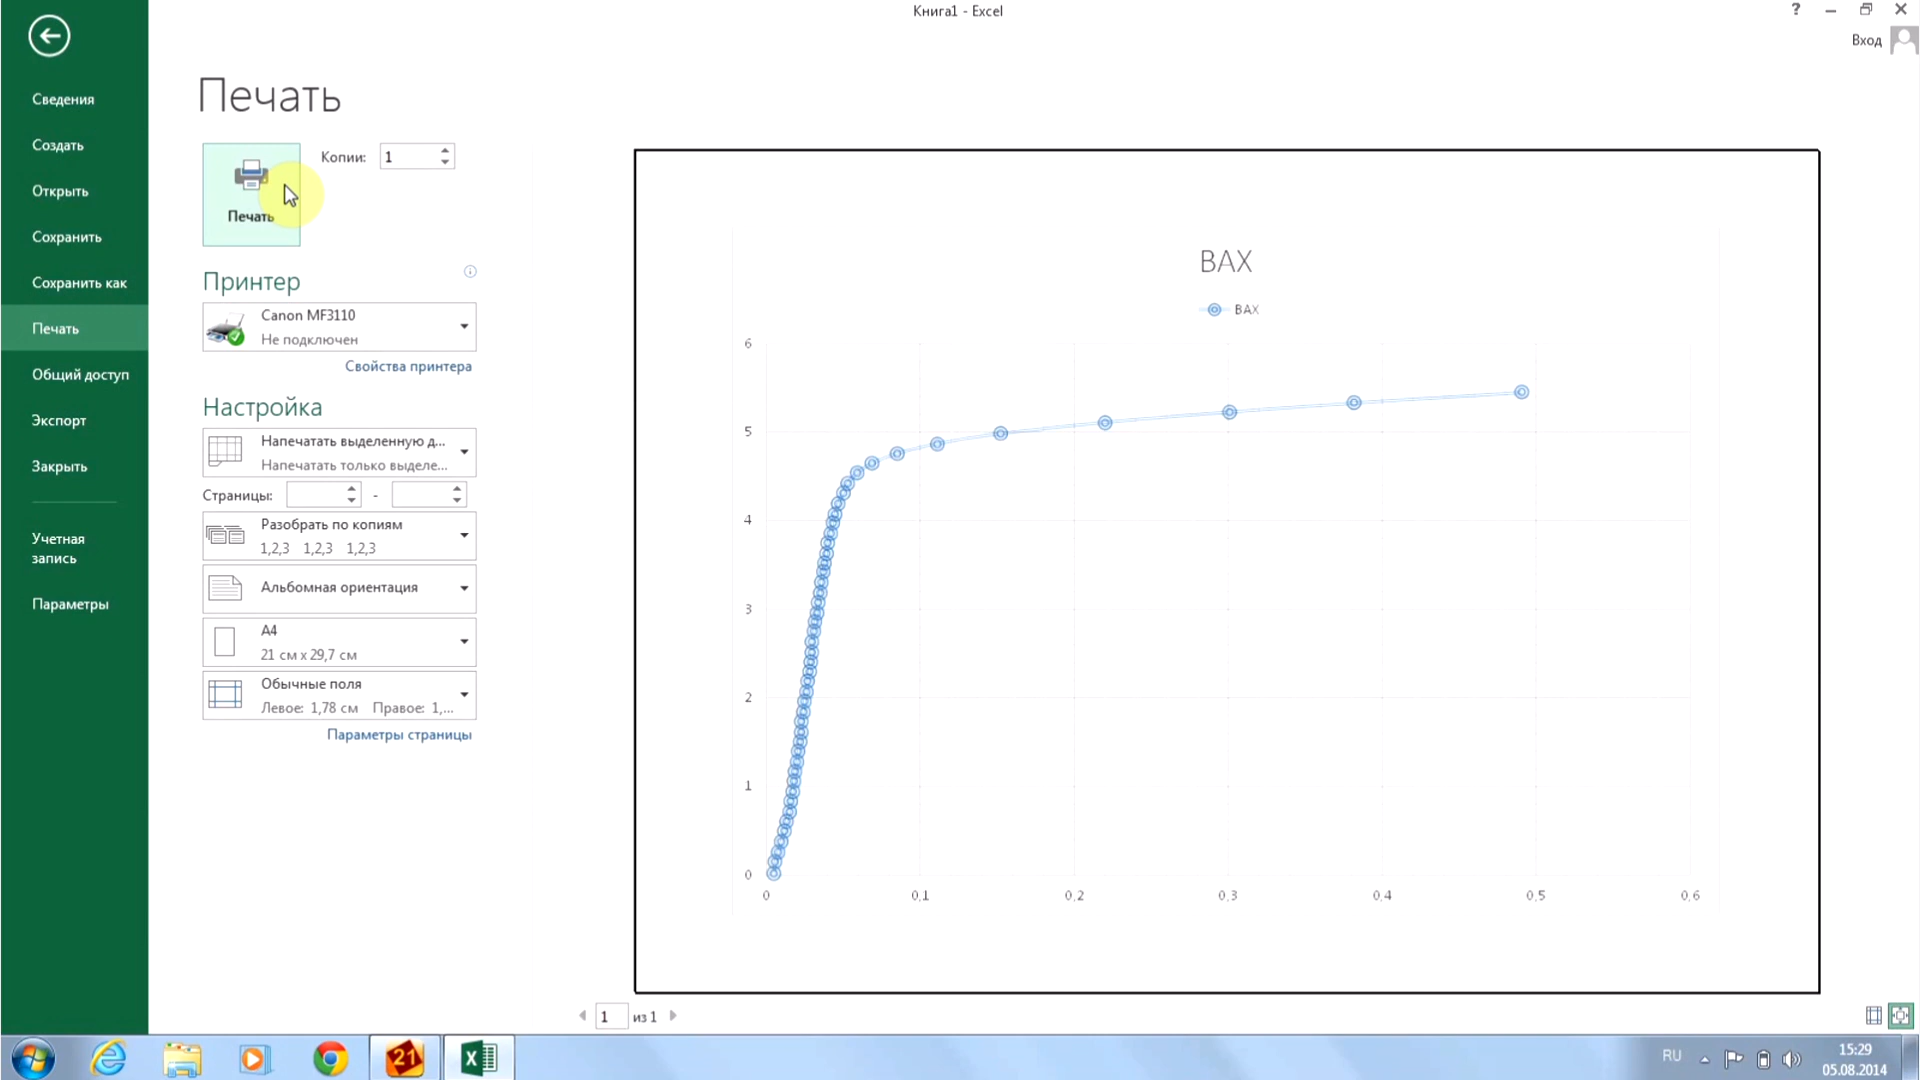 Книга1 - Excel
?
Вход
Сведения
Создать
Открыть
Сохранить
Сохранить как
Печать
Общий доступ
Экспорт
Закрыть
Учетная
запись
Параметры
Печать
Печать
Копии: 1
Принтер
Canon MF3110
Не подключен
Свойства принтера
Настройка
Напечатать выделенную д...
Напечатать только выделе...
Страницы: -
Разобрать по копиям
1,2,3 1,2,3 1,2,3
Альбомная ориентация
A4
21 см x 29,7 см
Обычные поля
Левое: 1,78 см Правое: 1,...
Параметры страницы
ВАХ
ВАХ
6
5
4
3
2
1
0
0 0,1 0,2 0,3 0,4 0,5 0,6
1 из 1
21
RU
15:29
05.08.2014